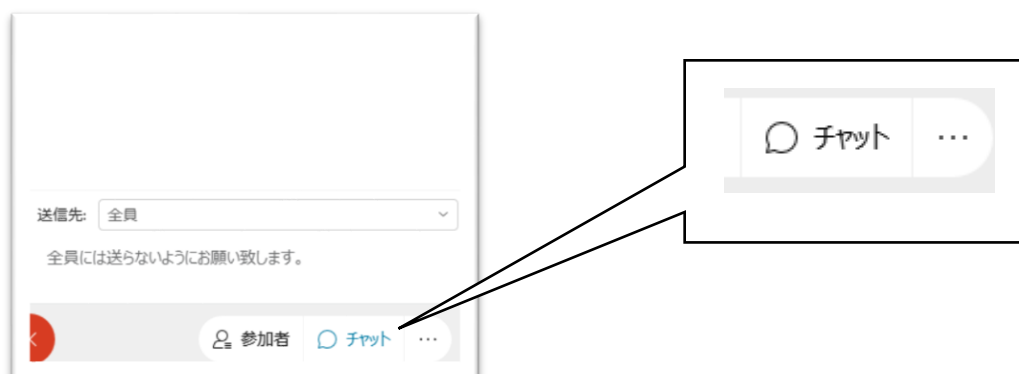 送信先: 全員
全員には送らないようにお願い致します。
参加者 チャット ...
チャット ...